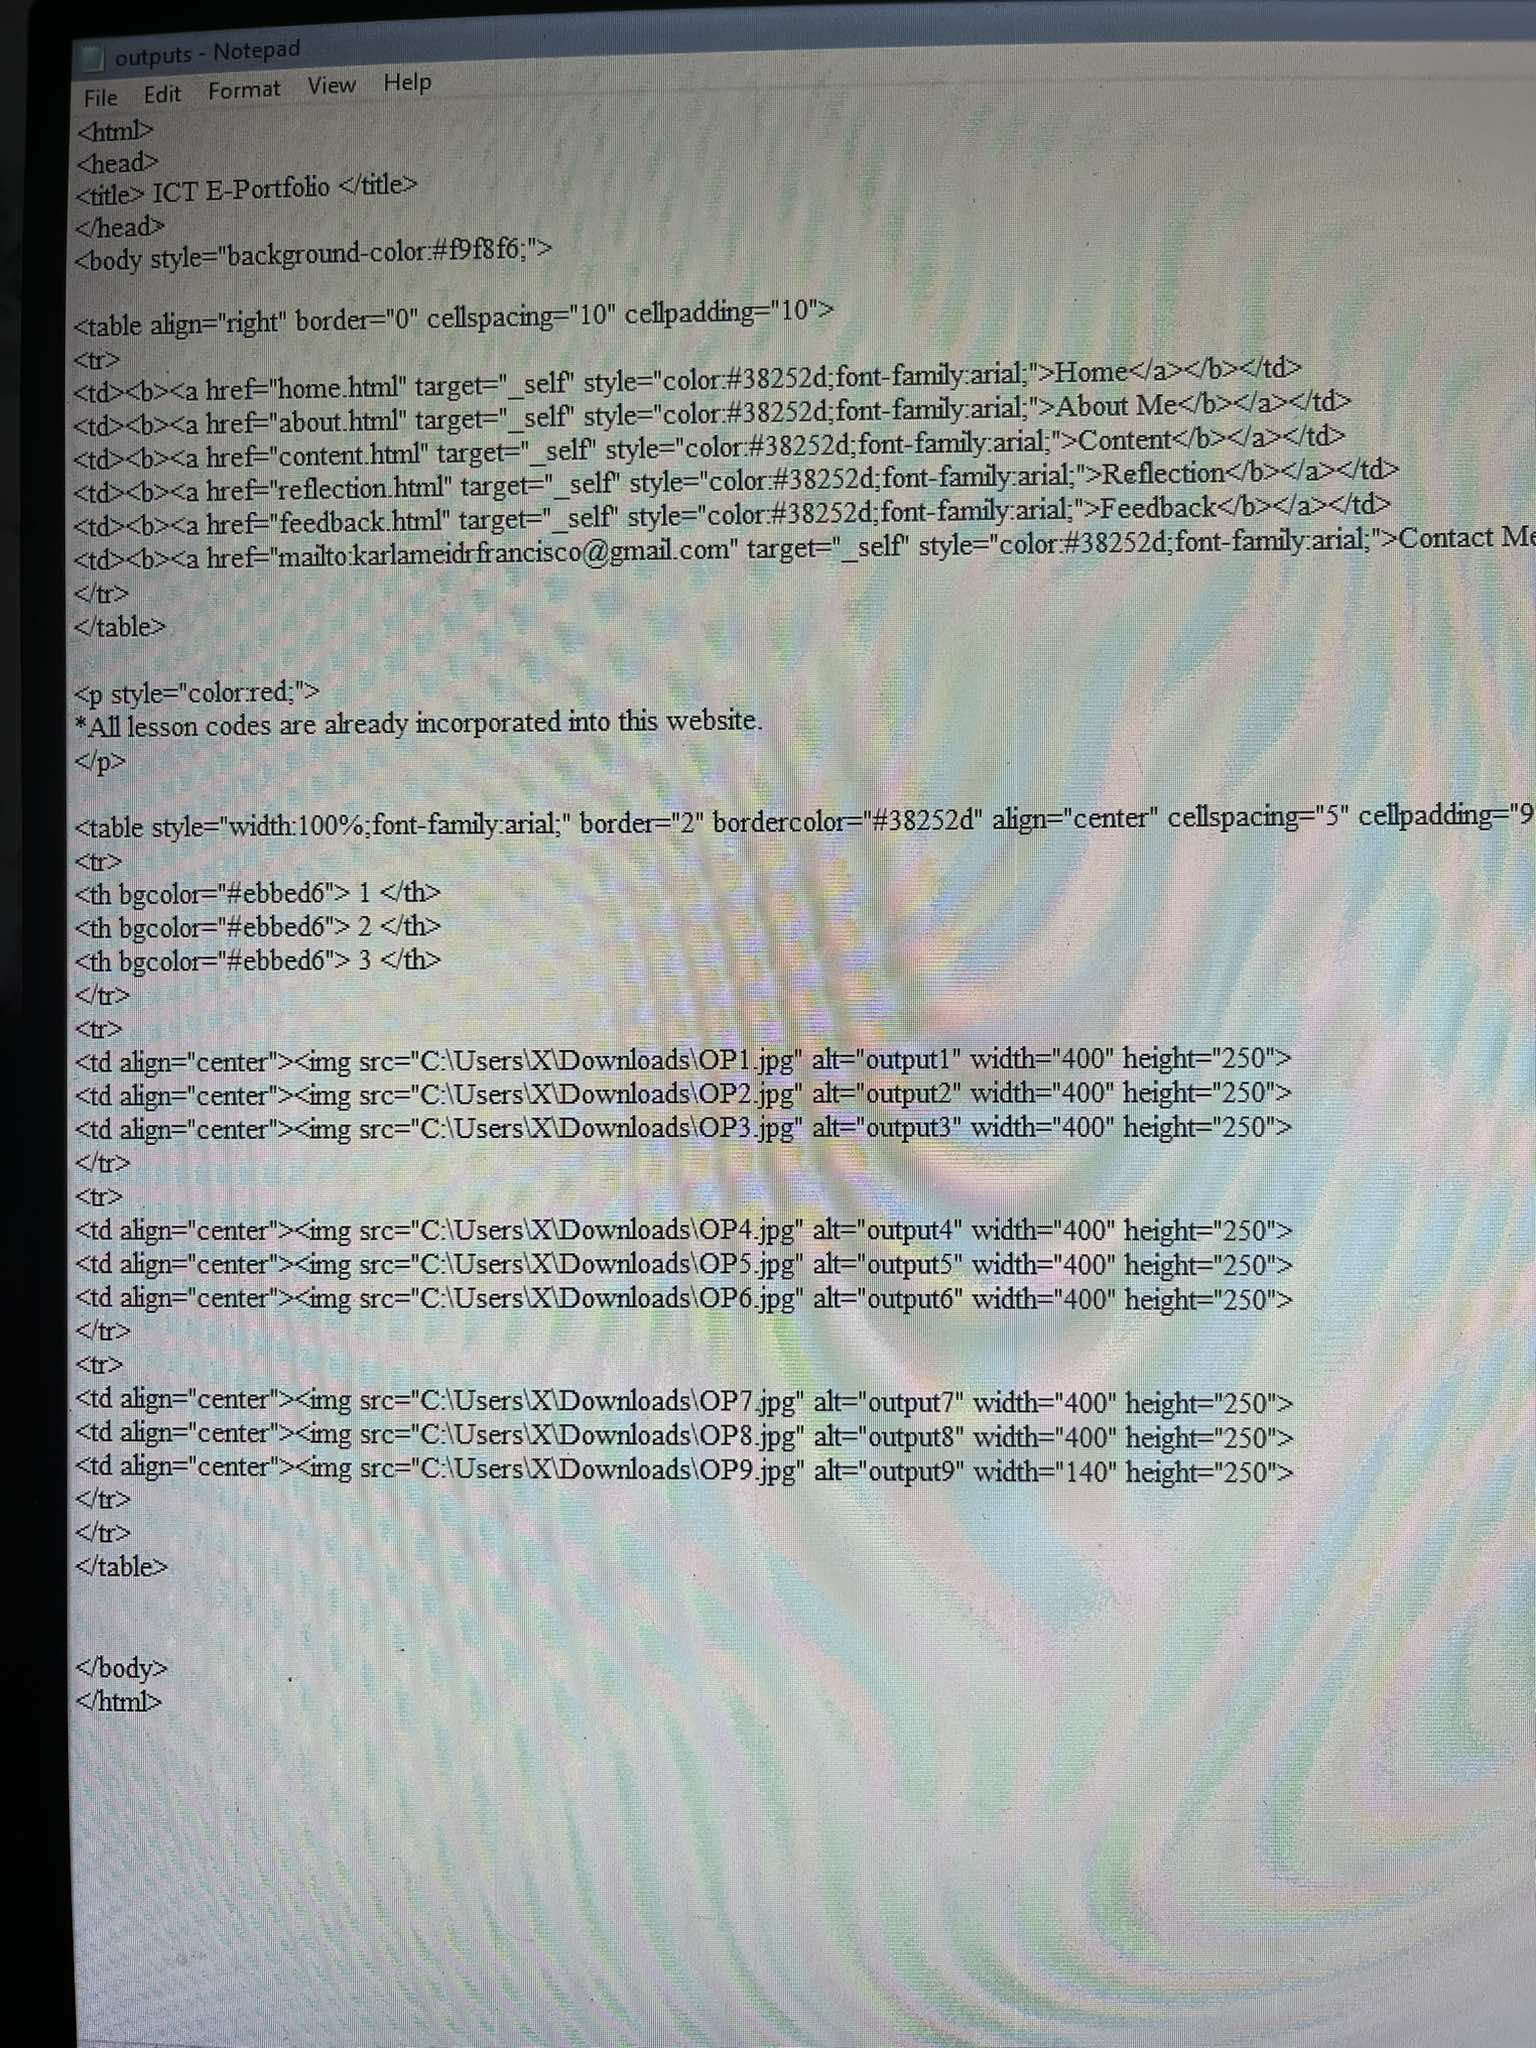 outputs - Notepad
File Edit Format View Help
<html>
<head>
<title> ICT E-Portfolio </title>
</head>
<body style="background-color:#f9f8f6;">
<table align="right" border="0" cellspacing="10" cellpadding="10">
<tr>
<td><b><a href="home.html" target="_self" style="color:#38252d;font-family:arial;">Home</a></b></td>
<td><b><a href="about.html" target="_self" style="color:#38252d;font-family:arial;">About Me</b></a></td>
<td><b><a href="content.html" target="_self" style="color:#38252d;font-family:arial;">Content</b></a></td>
<td><b><a href="reflection.html" target="_self" style="color:#38252d;font-family:arial;">Reflection</b></a></td>
<td><b><a href="feedback.html" target="_self" style="color:#38252d;font-family:arial;">Feedback</b></a></td>
<td><b><a href="mailto:karlameidrfrancisco@gmail.com" target="_self" style="color:#38252d;font-family:arial;">Contact Me
</tr>
</table>
<p style="color:red;">
*All lesson codes are already incorporated into this website.
</p>
<table style="width:100%;font-family:arial;" border="2" bordercolor="#38252d" align="center" cellspacing="5" cellpadding="9
<tr>
<th bgcolor="#ebbed6"> 1 </th>
<th bgcolor="#ebbed6"> 2 </th>
<th bgcolor="#ebbed6"> 3 </th>
</tr>
<tr>
<td align="center"><img src="C:\Users\X\Downloads\OP1.jpg" alt="output1" width="400" height="250">
<td align="center"><img src="C:\Users\X\Downloads\OP2.jpg" alt="output2" width="400" height="250">
<td align="center"><img src="C:\Users\X\Downloads\OP3.jpg" alt="output3" width="400" height="250">
</tr>
<tr>
<td align="center"><img src="C:\Users\X\Downloads\OP4.jpg" alt="output4" width="400" height="250">
<td align="center"><img src="C:\Users\X\Downloads\OP5.jpg" alt="output5" width="400" height="250">
<td align="center"><img src="C:\Users\X\Downloads\OP6.jpg" alt="output6" width="400" height="250">
</tr>
<tr>
<td align="center"><img src="C:\Users\X\Downloads\OP7.jpg" alt="output7" width="400" height="250">
<td align="center"><img src="C:\Users\X\Downloads\OP8.jpg" alt="output8" width="400" height="250">
<td align="center"><img src="C:\Users\X\Downloads\OP9.jpg" alt="output9" width="140" height="250">
</tr>
</tr>
</table>
</body>
</html>